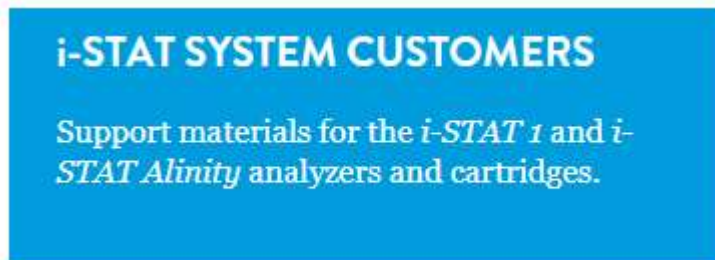 i-STAT SYSTEM CUSTOMERS
Support materials for the i-STAT 1 and i-
STAT Alinity analyzers and cartridges.